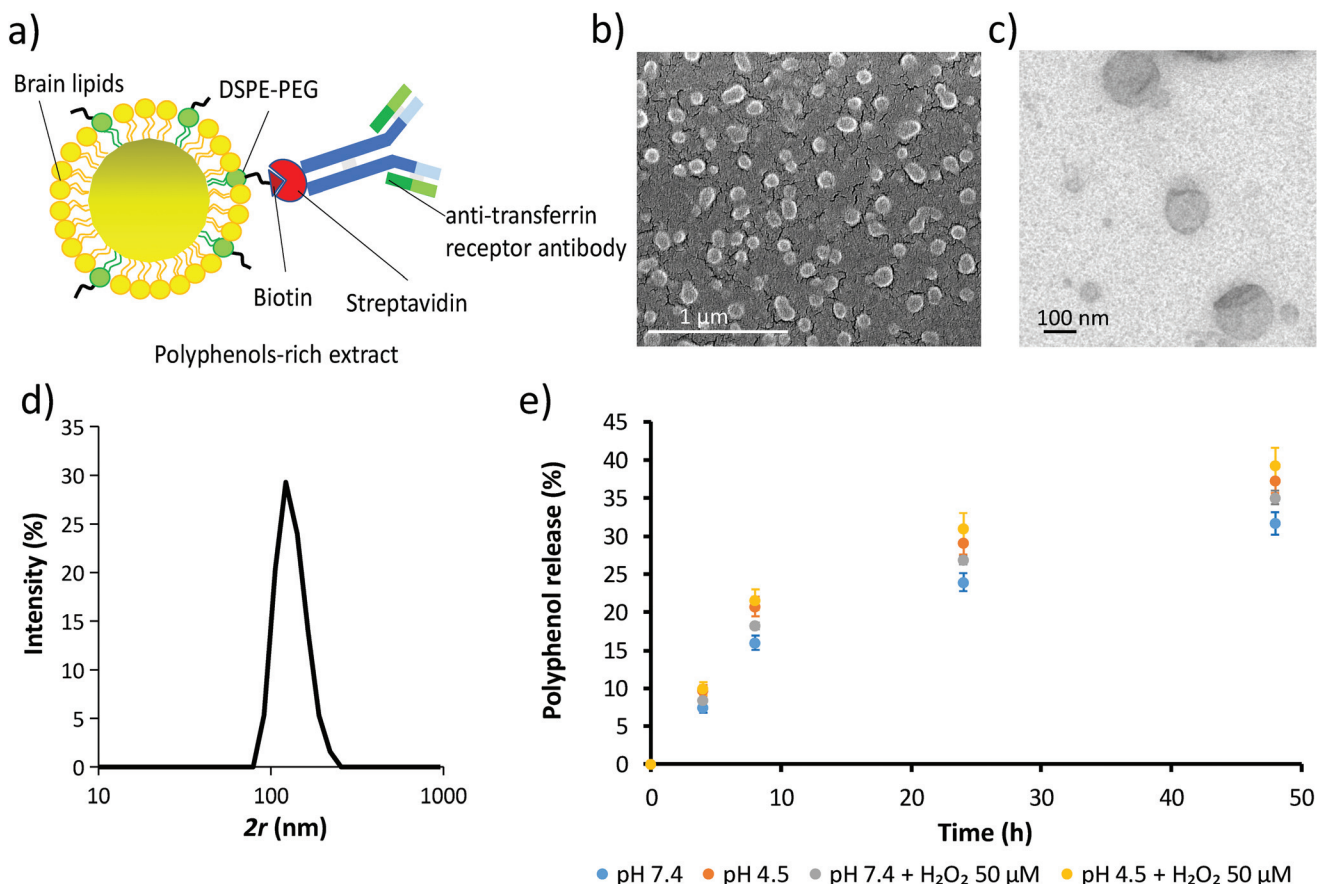 a)
Brain lipids
DSPE-PEG
anti-transferrin
receptor antibody
Biotin
Streptavidin
Polyphenols-rich extract
b)
1 µm
c)
100 nm
d)
Intensity (%)
35
30
25
20
15
10
5
0
10
100
1000
2r (nm)
e)
Polyphenol release (%)
45
40
35
30
25
20
15
10
5
0
0
10
20
30
40
50
Time (h)
pH 7.4
pH 4.5
pH 7.4 + H₂O₂ 50 µM
pH 4.5 + H₂O₂ 50 µM